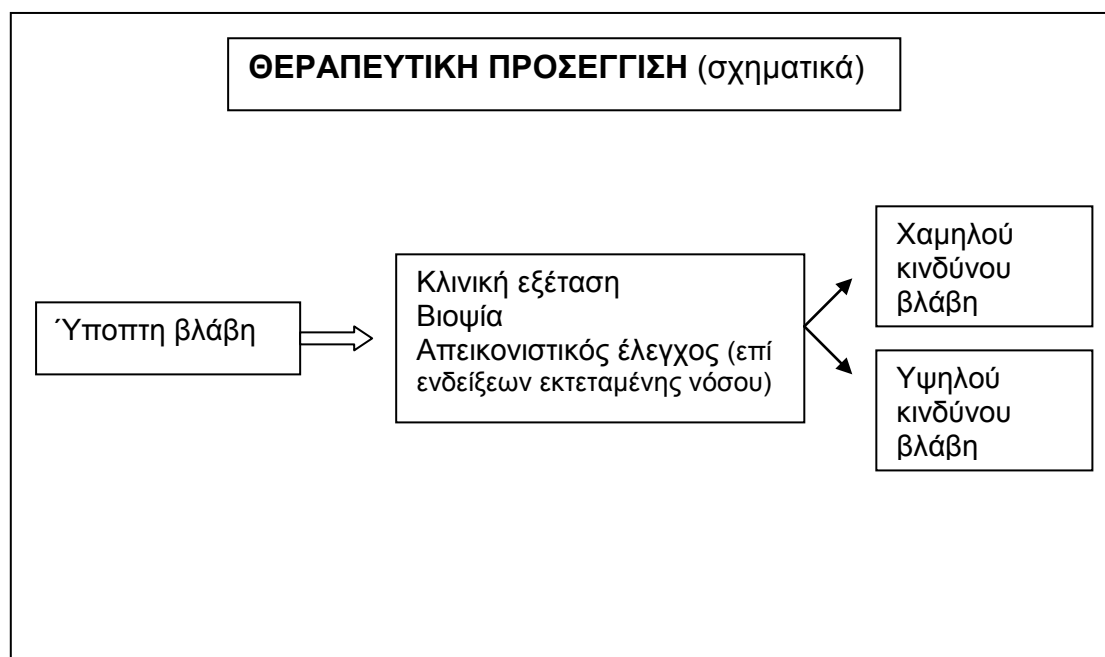 ΘΕΡΑΠΕΥΤΙΚΗ ΠΡΟΣΕΓΓΙΣΗ (σχηματικά)
Ύποπτη βλάβη
Κλινική εξέταση
Βιοψία
Απεικονιστικός έλεγχος (επί
ενδείξεων εκτεταμένης νόσου)
Χαμηλού
κινδύνου
βλάβη
Υψηλού
κινδύνου
βλάβη